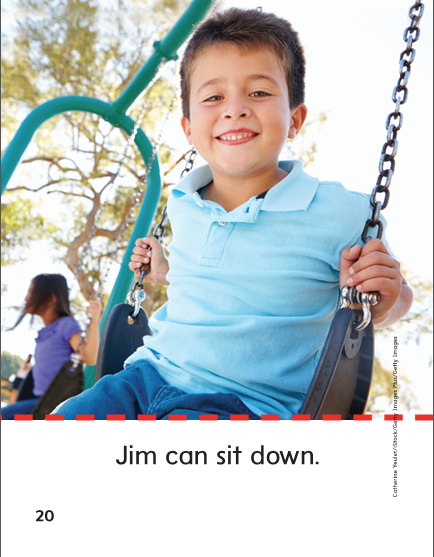 Jim can sit down.
20
Catherine Yeulet/iStock/Getty Images Plus/Getty Images